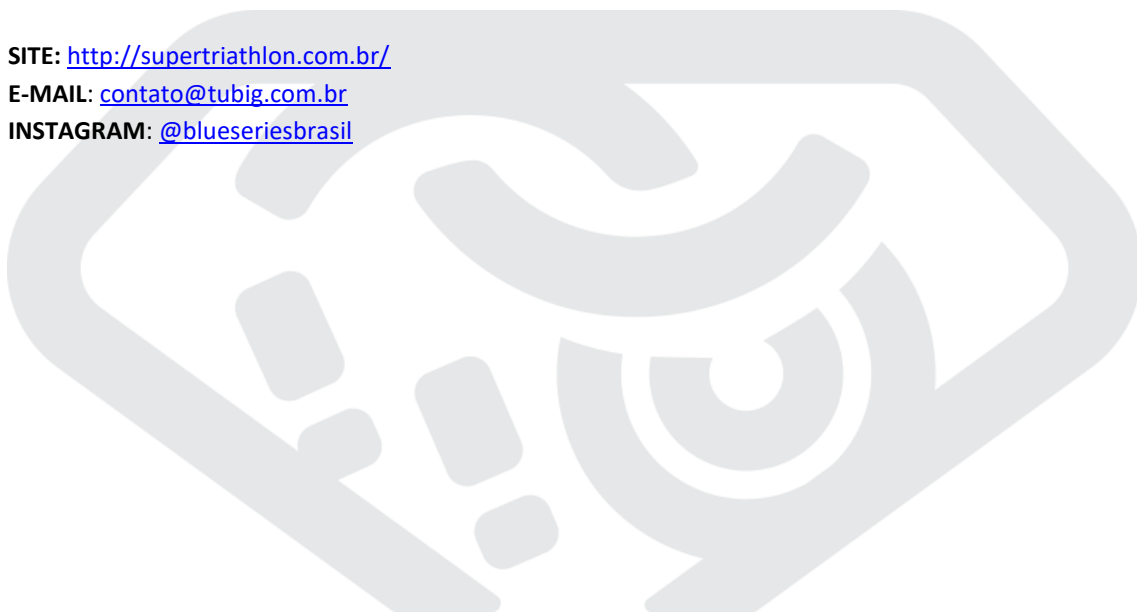 SITE: http://supertriathlon.com.br/
E-MAIL: contato@tubig.com.br
INSTAGRAM: @blueseriesbrasil